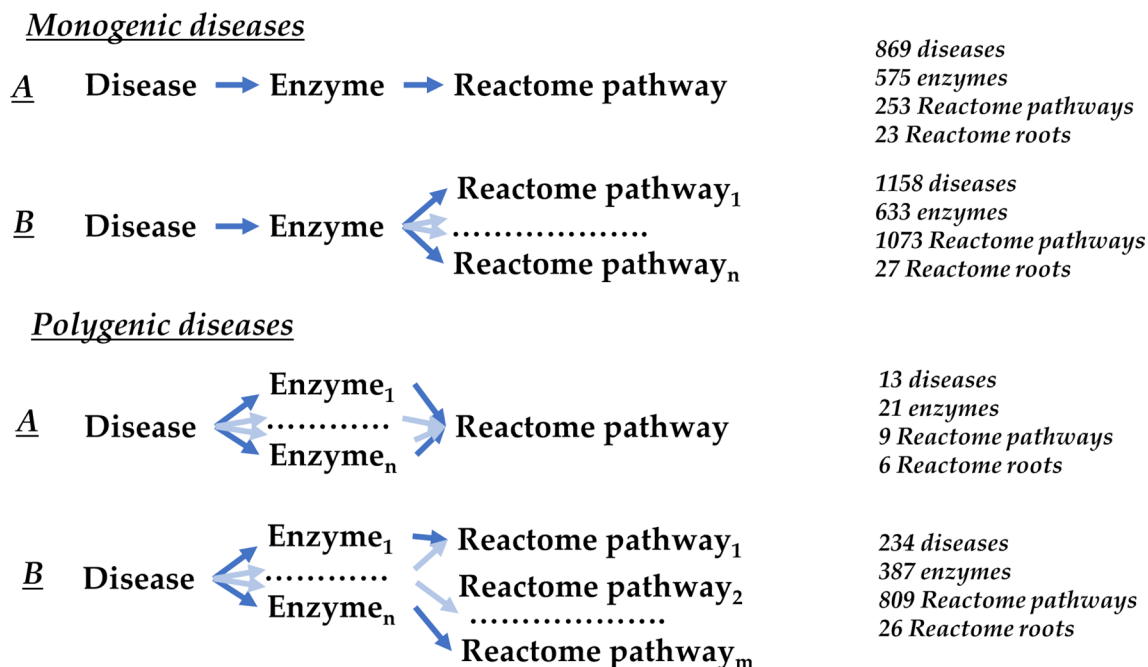 Monogenic diseases
A Disease Enzyme Reactome pathway
869 diseases
575 enzymes
253 Reactome pathways
23 Reactome roots
B Disease Enzyme
Reactome pathway1
...................
Reactome pathwayn
1158 diseases
633 enzymes
1073 Reactome pathways
27 Reactome roots
Polygenic diseases
A Disease
Enzyme1
............
Enzymen
Reactome pathway
13 diseases
21 enzymes
9 Reactome pathways
6 Reactome roots
B Disease
Enzyme1
............
Enzymen
Reactome pathway1
Reactome pathway2
...................
Reactome pathwaym
234 diseases
387 enzymes
809 Reactome pathways
26 Reactome roots